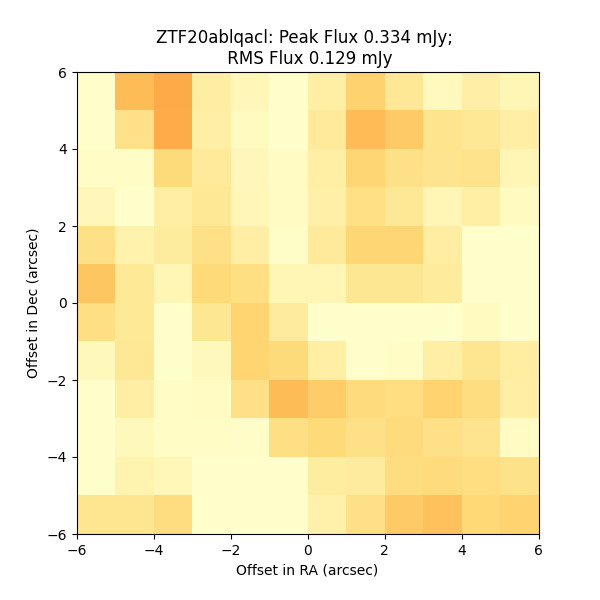 ZTF20ablqacl: Peak Flux 0.334 mJy;
RMS Flux 0.129 mJy
6
4
2
0
−2
−4
−6
Offset in Dec (arcsec)
−6 −4 −2 0 2 4 6
Offset in RA (arcsec)